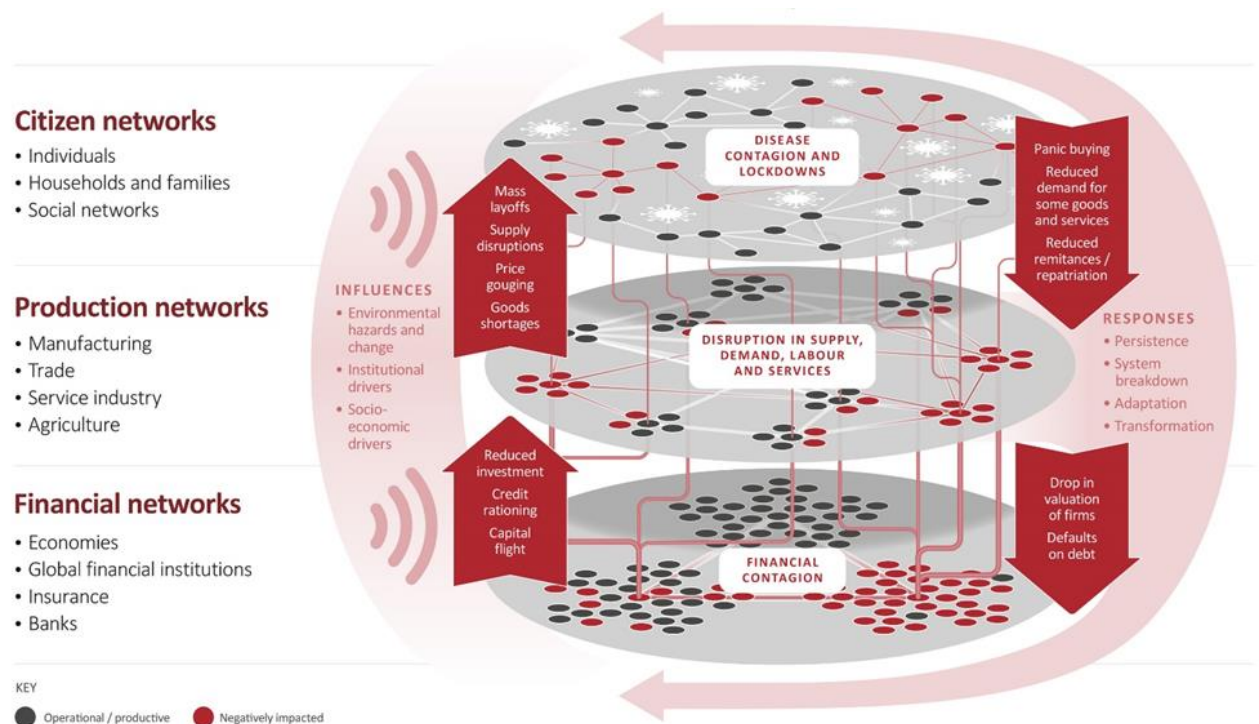 Citizen networks
• Individuals
• Households and families
• Social networks
Production networks
• Manufacturing
• Trade
• Service industry
• Agriculture
Financial networks
• Economies
• Global financial institutions
• Insurance
• Banks
INFLUENCES
• Environmental
hazards and
change
• Institutional
drivers
• Socio-
economic
drivers
Mass
layoffs
Supply
disruptions
Price
gouging
Goods
shortages
Reduced
investment
Credit
rationing
Capital
flight
DISEASE
CONTAGION AND
LOCKDOWNS
DISRUPTION IN SUPPLY,
DEMAND, LABOUR
AND SERVICES
FINANCIAL
CONTAGION
Panic buying
Reduced
demand for
some goods
and services
Reduced
remitances /
repatriation
Drop in
valuation
of firms
Defaults
on debt
RESPONSES
• Persistence
• System
breakdown
• Adaptation
• Transformation
KEY
Operational / productive
Negatively impacted